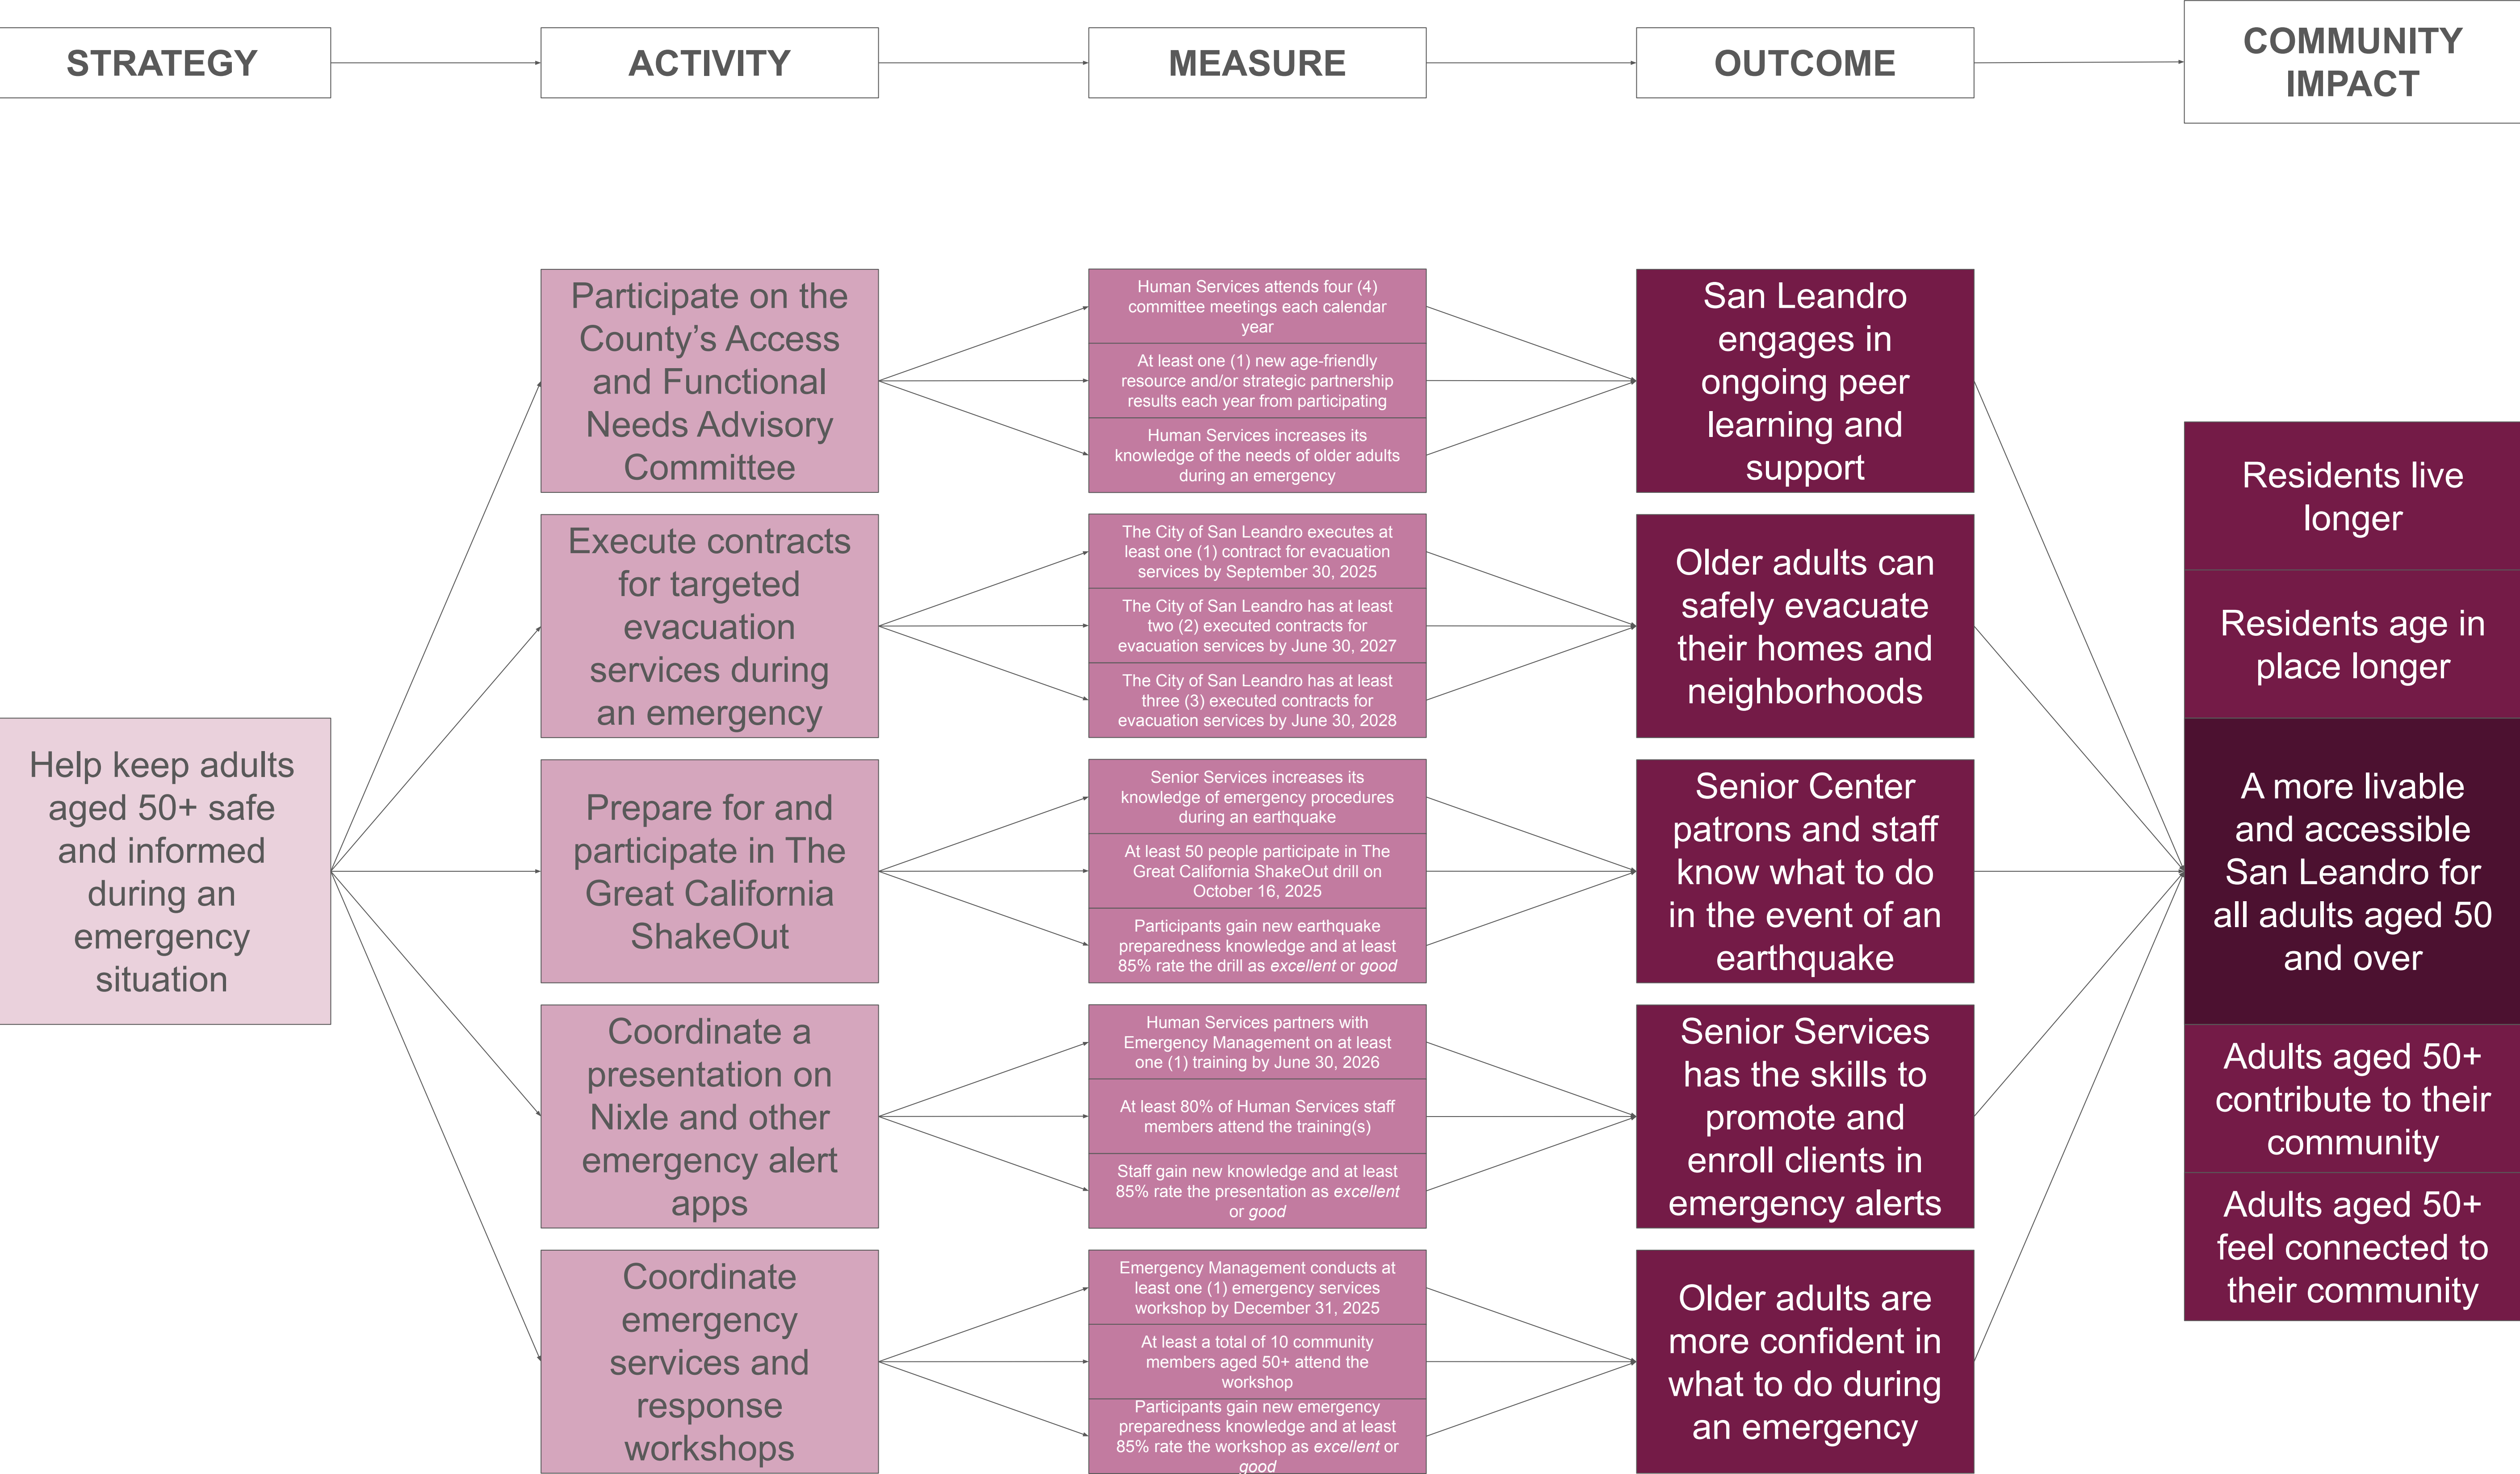 STRATEGY
ACTIVITY
MEASURE
OUTCOME
COMMUNITY
IMPACT
Help keep adults
aged 50+ safe
and informed
during an
emergency
situation
Participate on the
County’s Access
and Functional
Needs Advisory
Committee
Human Services attends four (4)
committee meetings each calendar
year
At least one (1) new age-friendly
resource and/or strategic partnership
results each year from participating
Human Services increases its
knowledge of the needs of older adults
during an emergency
San Leandro
engages in
ongoing peer
learning and
support
Execute contracts
for targeted
evacuation
services during
an emergency
The City of San Leandro executes at
least one (1) contract for evacuation
services by September 30, 2025
The City of San Leandro has at least
two (2) executed contracts for
evacuation services by June 30, 2027
The City of San Leandro has at least
three (3) executed contracts for
evacuation services by June 30, 2028
Older adults can
safely evacuate
their homes and
neighborhoods
Prepare for and
participate in The
Great California
ShakeOut
Senior Services increases its
knowledge of emergency procedures
during an earthquake
At least 50 people participate in The
Great California ShakeOut drill on
October 16, 2025
Participants gain new earthquake
preparedness knowledge and at least
85% rate the drill as excellent or good
Senior Center
patrons and staff
know what to do
in the event of an
earthquake
Coordinate a
presentation on
Nixle and other
emergency alert
apps
Human Services partners with
Emergency Management on at least
one (1) training by June 30, 2026
At least 80% of Human Services staff
members attend the training(s)
Staff gain new knowledge and at least
85% rate the presentation as excellent
or good
Senior Services
has the skills to
promote and
enroll clients in
emergency alerts
Coordinate
emergency
services and
response
workshops
Emergency Management conducts at
least one (1) emergency services
workshop by December 31, 2025
At least a total of 10 community
members aged 50+ attend the
workshop
Participants gain new emergency
preparedness knowledge and at least
85% rate the workshop as excellent or
good
Older adults are
more confident in
what to do during
an emergency
Residents live
longer
Residents age in
place longer
A more livable
and accessible
San Leandro for
all adults aged 50
and over
Adults aged 50+
contribute to their
community
Adults aged 50+
feel connected to
their community